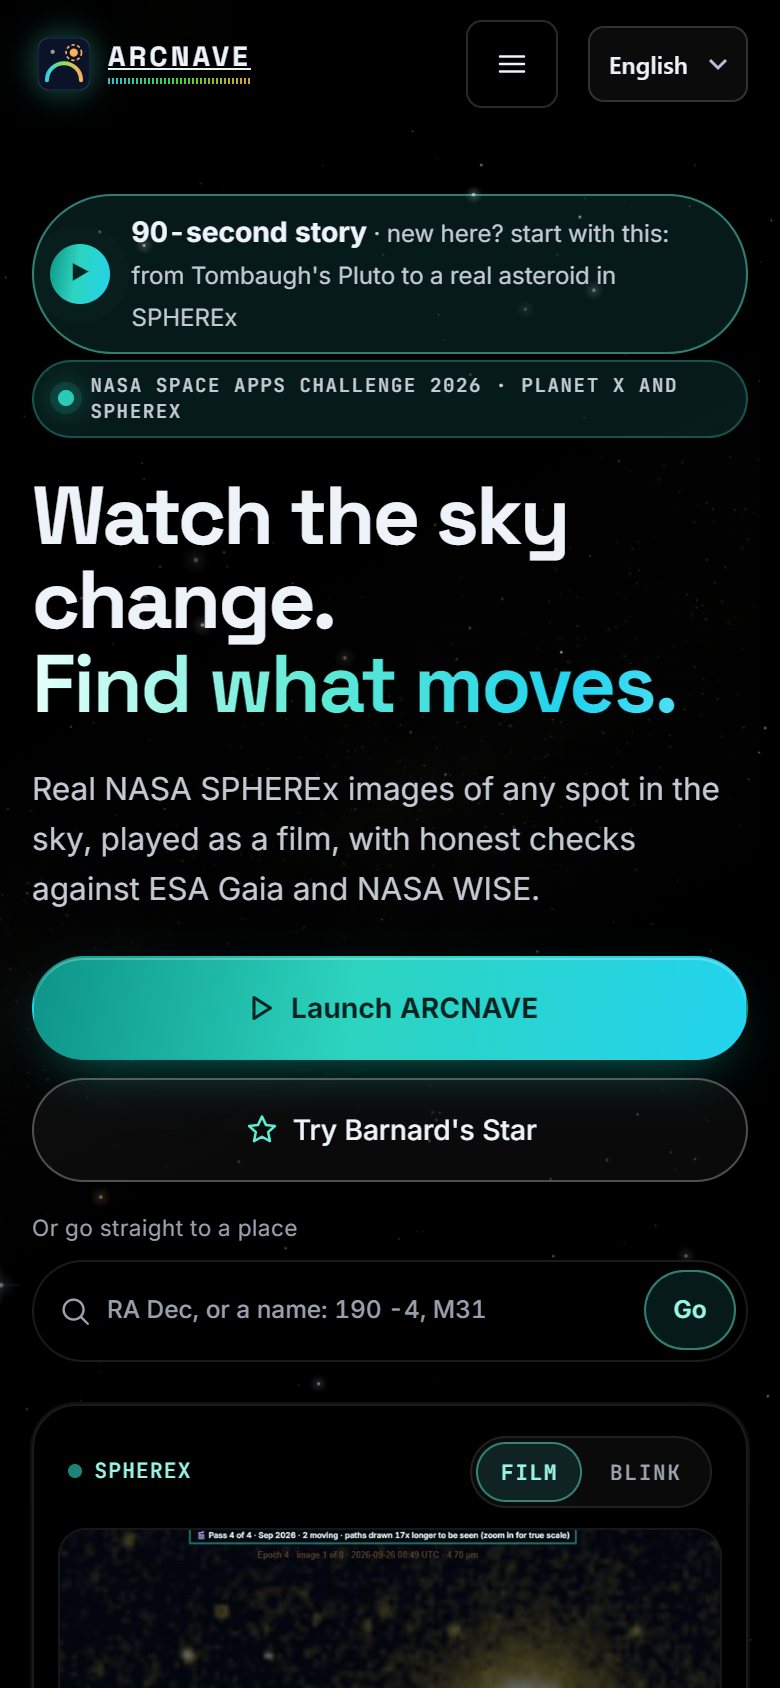 ARCNAVE
English
90-second story · new here? start with this:
from Tombaugh's Pluto to a real asteroid in
SPHEREx
NASA SPACE APPS CHALLENGE 2026 · PLANET X AND
SPHEREX
Watch the sky
change.
Find what moves.
Real NASA SPHEREx images of any spot in the
sky, played as a film, with honest checks
against ESA Gaia and NASA WISE.
Launch ARCNAVE
Try Barnard's Star
Or go straight to a place
RA Dec, or a name: 190 -4, M31
Go
SPHEREX
FILM
BLINK
Pass 4 of 4 · Sep 2026 · 2 moving · paths drawn 17x longer to be seen (zoom in for true scale)
Epoch 4 · image 1 of 8 · 2026-09-26 08:49 UTC · 4.70 µm